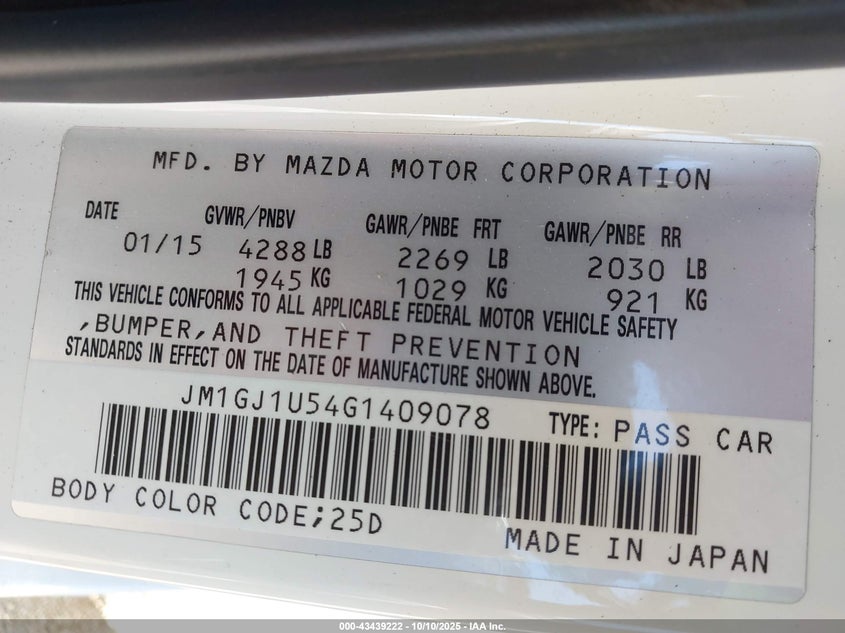 MFD. BY MAZDA MOTOR CORPORATION
DATE GVWR/PNBV GAWR/PNBE FRT GAWR/PNBE RR
01/15 4288 LB 2269 LB 2030 LB
1945 KG 1029 KG 921 KG
THIS VEHICLE CONFORMS TO ALL APPLICABLE FEDERAL MOTOR VEHICLE SAFETY
,BUMPER,AND THEFT PREVENTION
STANDARDS IN EFFECT ON THE DATE OF MANUFACTURE SHOWN ABOVE.
JM1GJ1U54G1409078 TYPE: PASS CAR
BODY COLOR CODE;25D
MADE IN JAPAN
000-43439222 - 10/10/2025 - IAA Inc.